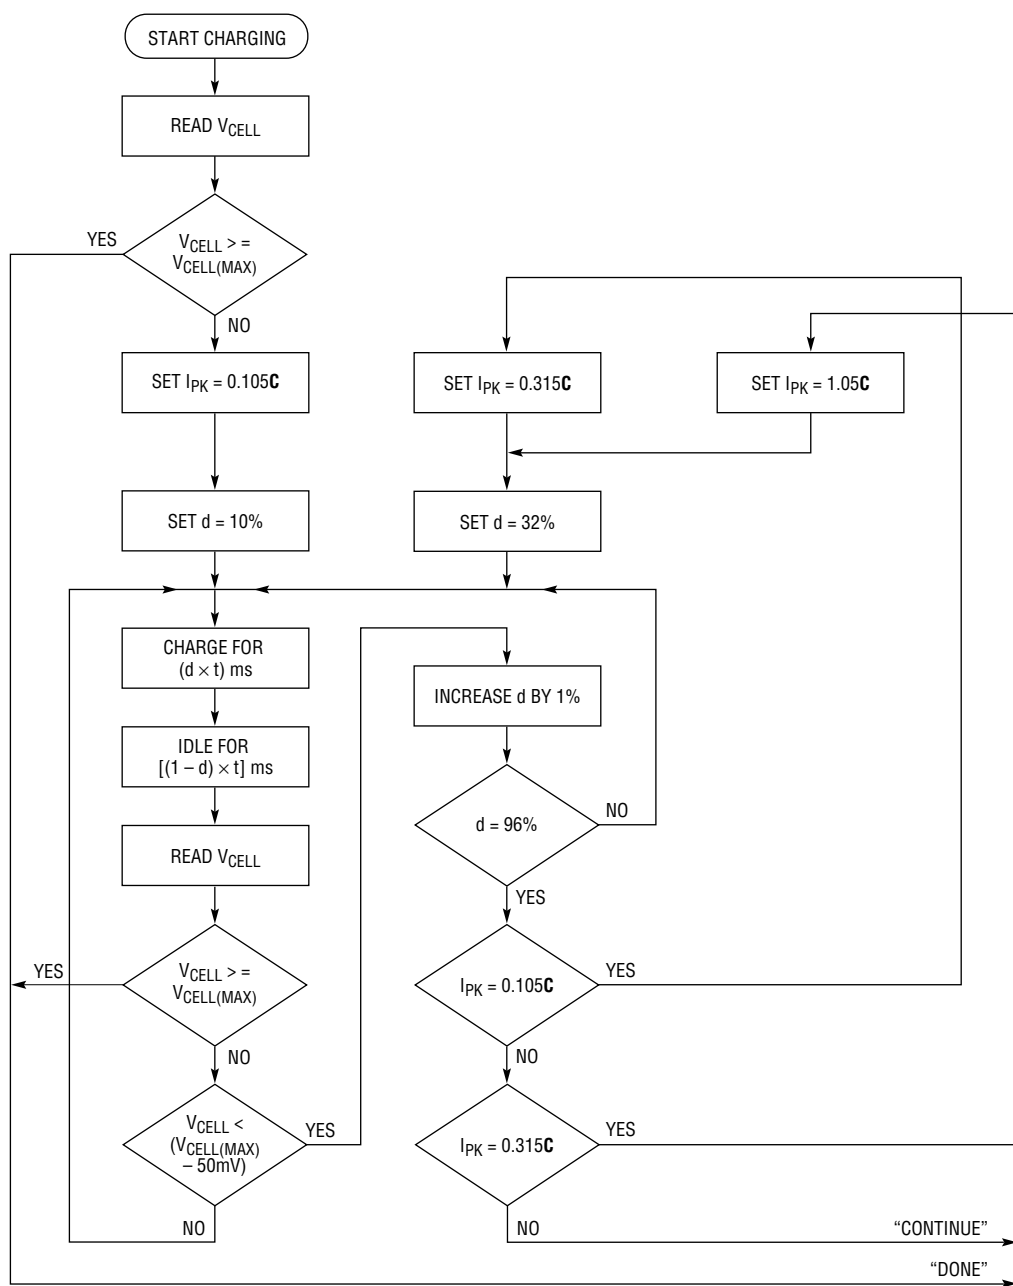 START CHARGING
READ VCELL
YES
VCELL > =
VCELL(MAX)
NO
SET IPK = 0.105C
SET IPK = 0.315C
SET IPK = 1.05C
SET d = 10%
SET d = 32%
CHARGE FOR
(d × t) ms
INCREASE d BY 1%
IDLE FOR
[(1 – d) × t] ms
d = 96%
NO
READ VCELL
YES
YES
VCELL > =
VCELL(MAX)
IPK = 0.105C
YES
NO
NO
VCELL <
(VCELL(MAX)
– 50mV)
YES
IPK = 0.315C
YES
NO
NO
“CONTINUE”
“DONE”